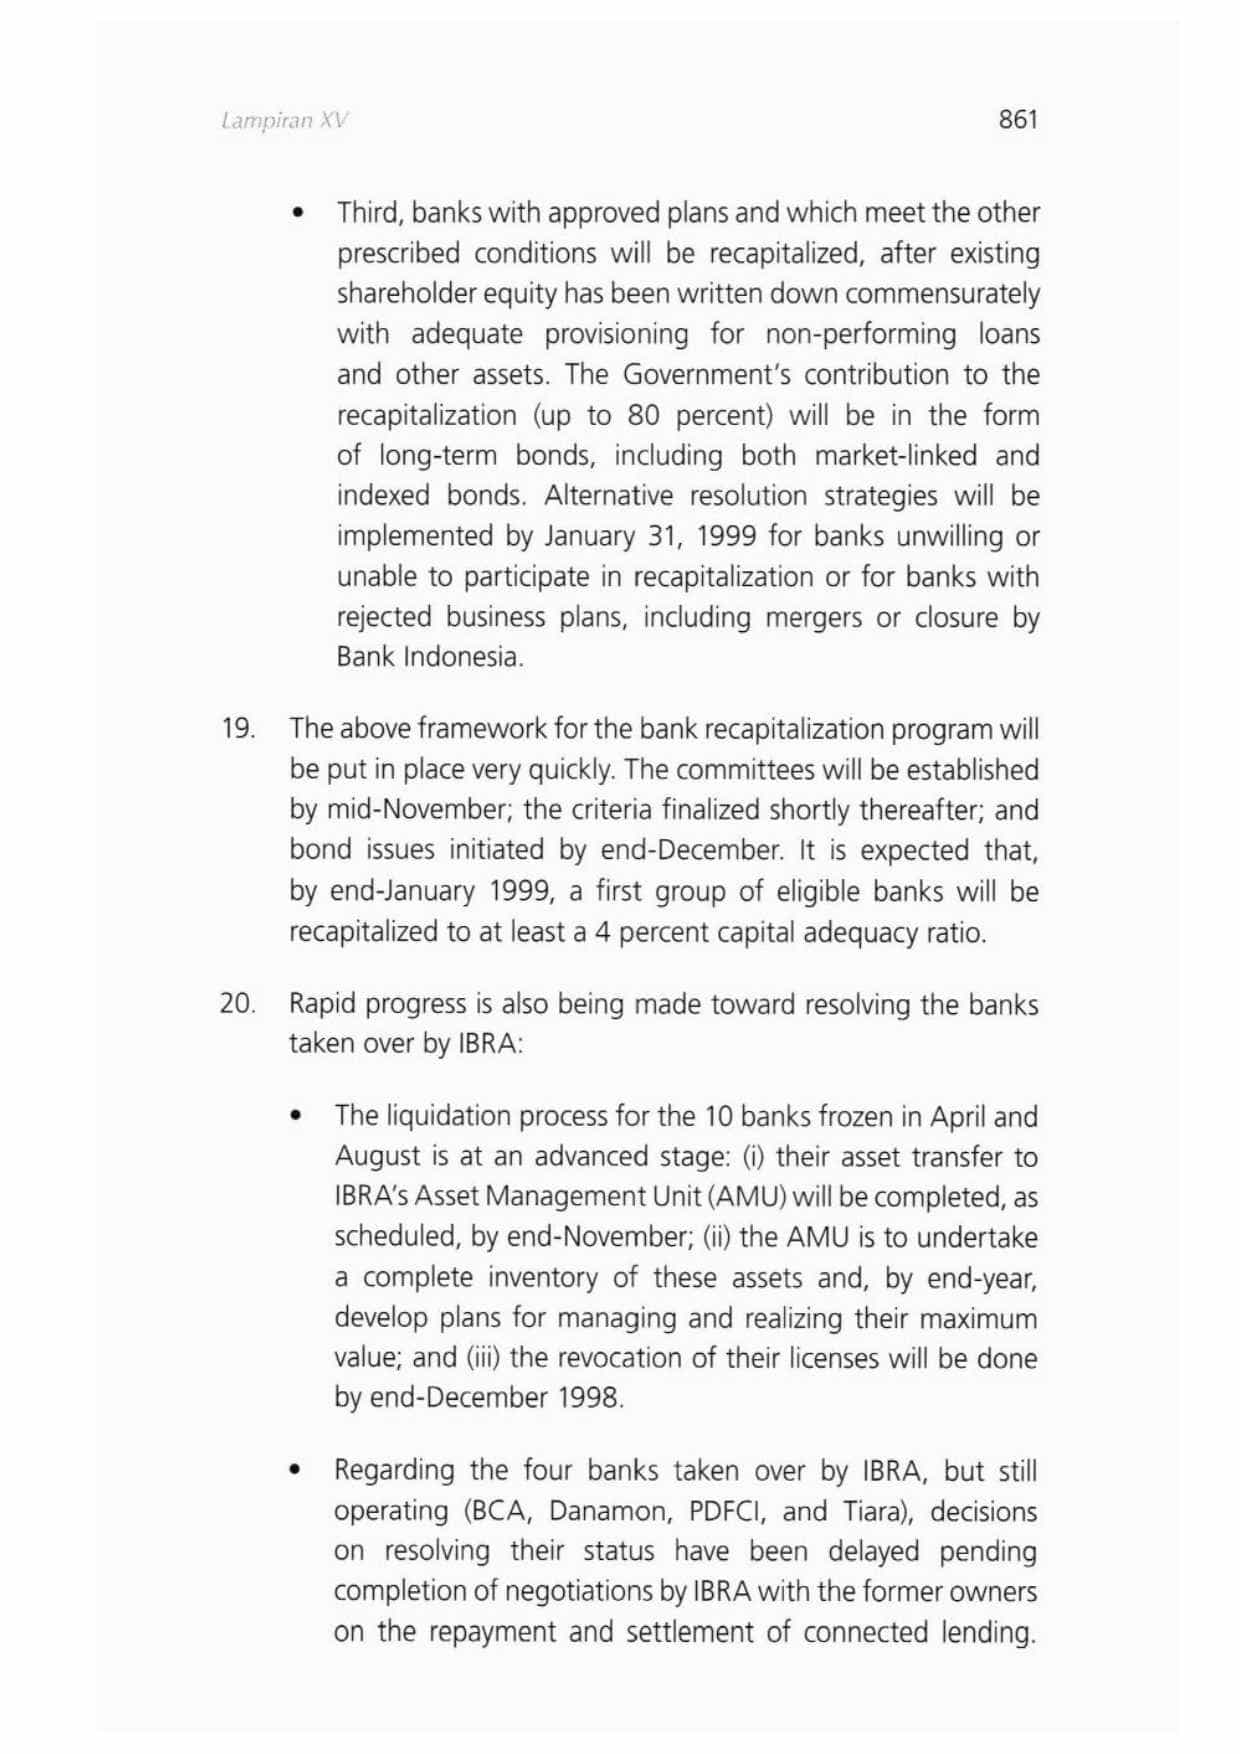 Lampiran XV 861
• Third, banks with approved plans and which meet the other
prescribed conditions will be recapitalized, after existing
shareholder equity has been written down commensurately
with adequate provisioning for non-performing loans
and other assets. The Government's contribution to the
recapitalization (up to 80 percent) will be in the form
of long-term bonds, including both market-linked and
indexed bonds. Alternative resolution strategies will be
implemented by January 31, 1999 for banks unwilling or
unable to participate in recapitalization or for banks with
rejected business plans, including mergers or closure by
Bank Indonesia.
19. The above framework for the bank recapitalization program will
be put in place very quickly. The committees will be established
by mid-November; the criteria finalized shortly thereafter; and
bond issues initiated by end-December. It is expected that,
by end-January 1999, a first group of eligible banks will be
recapitalized to at least a 4 percent capital adequacy ratio.
20. Rapid progress is also being made toward resolving the banks
taken over by IBRA:
• The liquidation process for the 10 banks frozen in April and
August is at an advanced stage: (i) their asset transfer to
IBRA's Asset Management Unit (AMU) will be completed, as
scheduled, by end-November; (ii) the AMU is to undertake
a complete inventory of these assets and, by end-year,
develop plans for managing and realizing their maximum
value; and (iii) the revocation of their licenses will be done
by end-December 1998.
• Regarding the four banks taken over by IBRA, but still
operating (BCA, Danamon, PDFCI, and Tiara), decisions
on resolving their status have been delayed pending
completion of negotiations by IBRA with the former owners
on the repayment and settlement of connected lending.